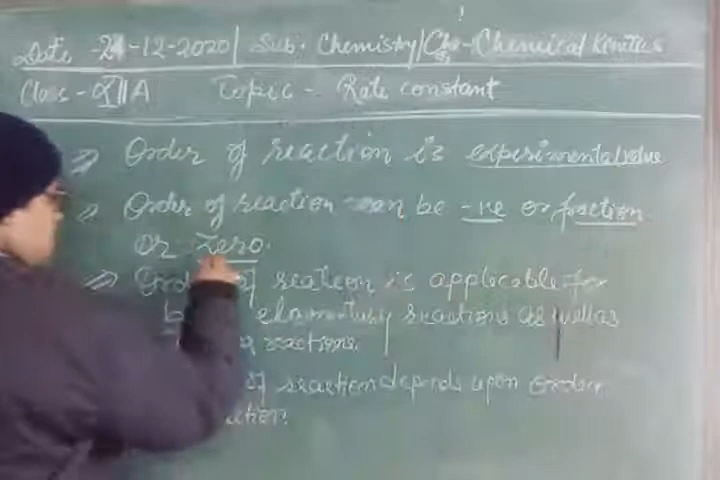 Date -24-12-2020| Sub. Chemistry/Ch-Chemical Kinetics
Class - XII A Topic - Rate constant
⇒ Order of reaction is experimental value
⇒ Order of reaction can be -ve or fraction
or zero.
⇒ of reaction is applicable for
elementary reactions as well as
reactions.
of reaction depends upon order